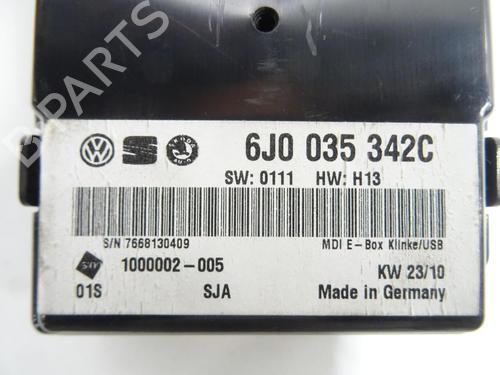 B-PARTS
6J0 035 342C
SW: 0111 HW: H13
S/N 7668130409
MDI E-Box Klinke/USB
1000002-005
KW 23/10
01S
SJA
Made in Germany